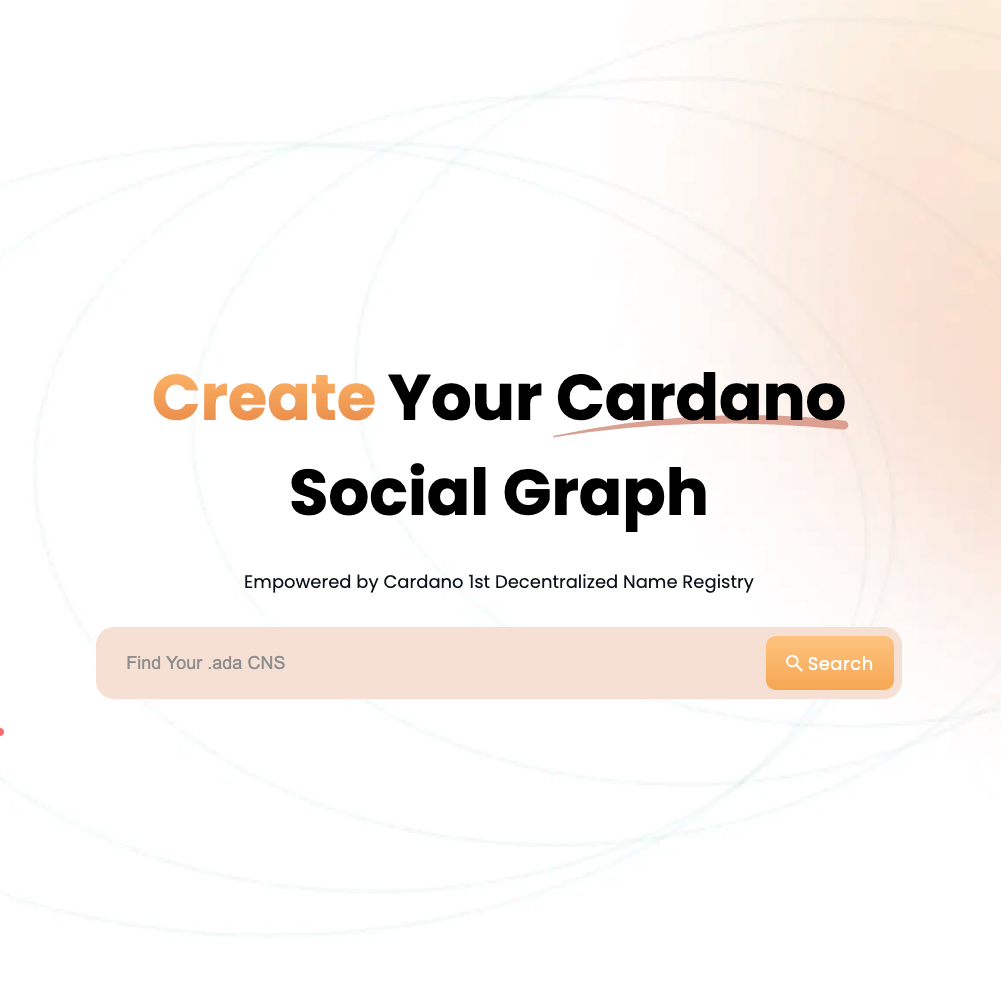 Create Your Cardano
Social Graph
Empowered by Cardano 1st Decentralized Name Registry
Find Your .ada CNS
Search